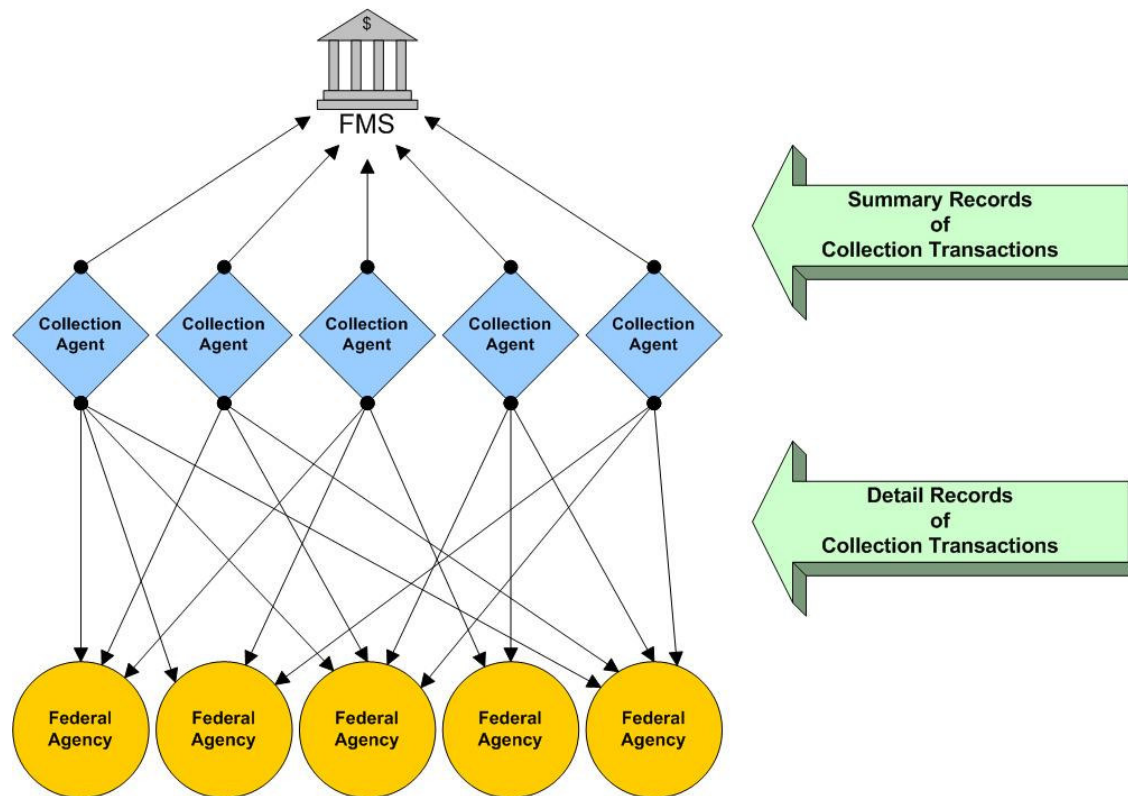 $
FMS
Summary Records
of
Collection Transactions
Collection
Agent
Collection
Agent
Collection
Agent
Collection
Agent
Collection
Agent
Detail Records
of
Collection Transactions
Federal
Agency
Federal
Agency
Federal
Agency
Federal
Agency
Federal
Agency